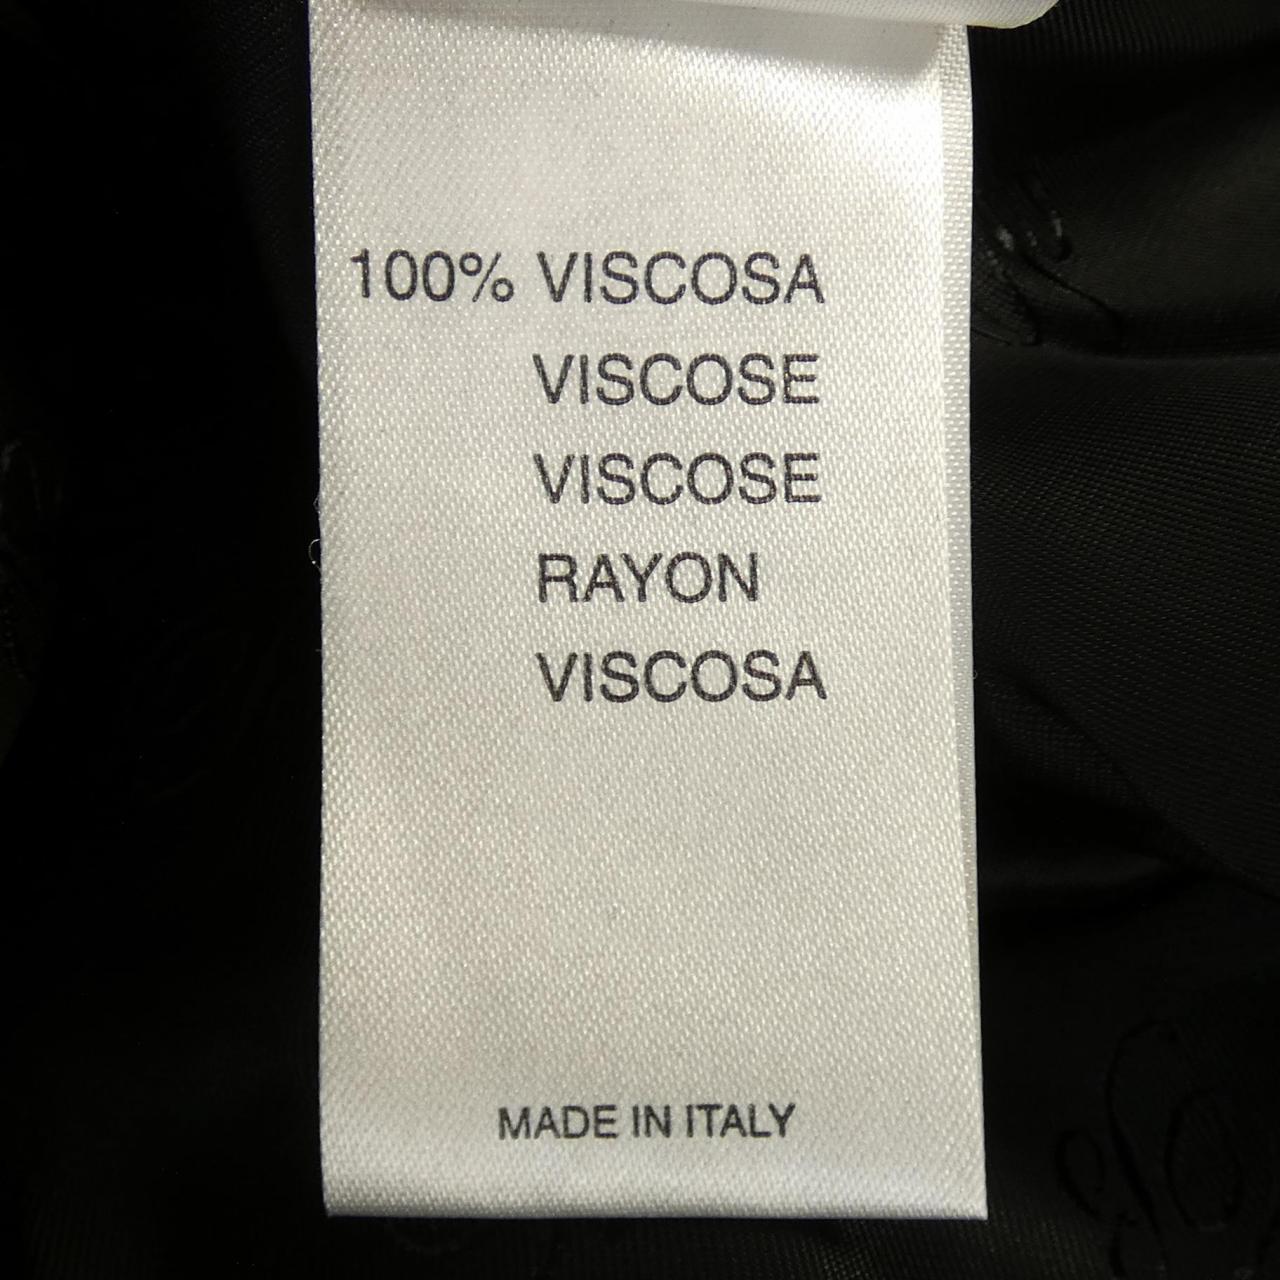 100% VISCOSA
VISCOSE
VISCOSE
RAYON
VISCOSA
MADE IN ITALY